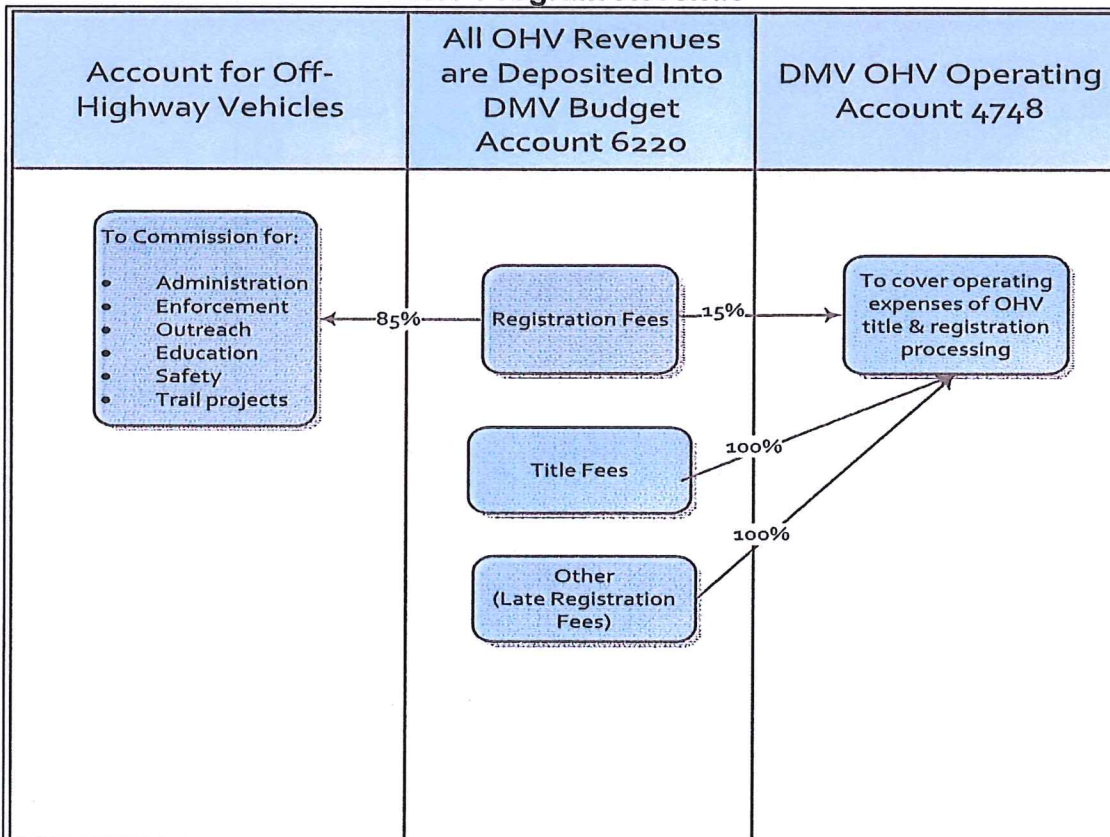 Account for Off-
Highway Vehicles
All OHV Revenues
are Deposited Into
DMV Budget
Account 6220
DMV OHV Operating
Account 4748
To Commission for:
• Administration
• Enforcement
• Outreach
• Education
• Safety
• Trail projects
85%
Registration Fees
15%
To cover operating
expenses of OHV
title & registration
processing
Title Fees
100%
Other
(Late Registration
Fees)
100%